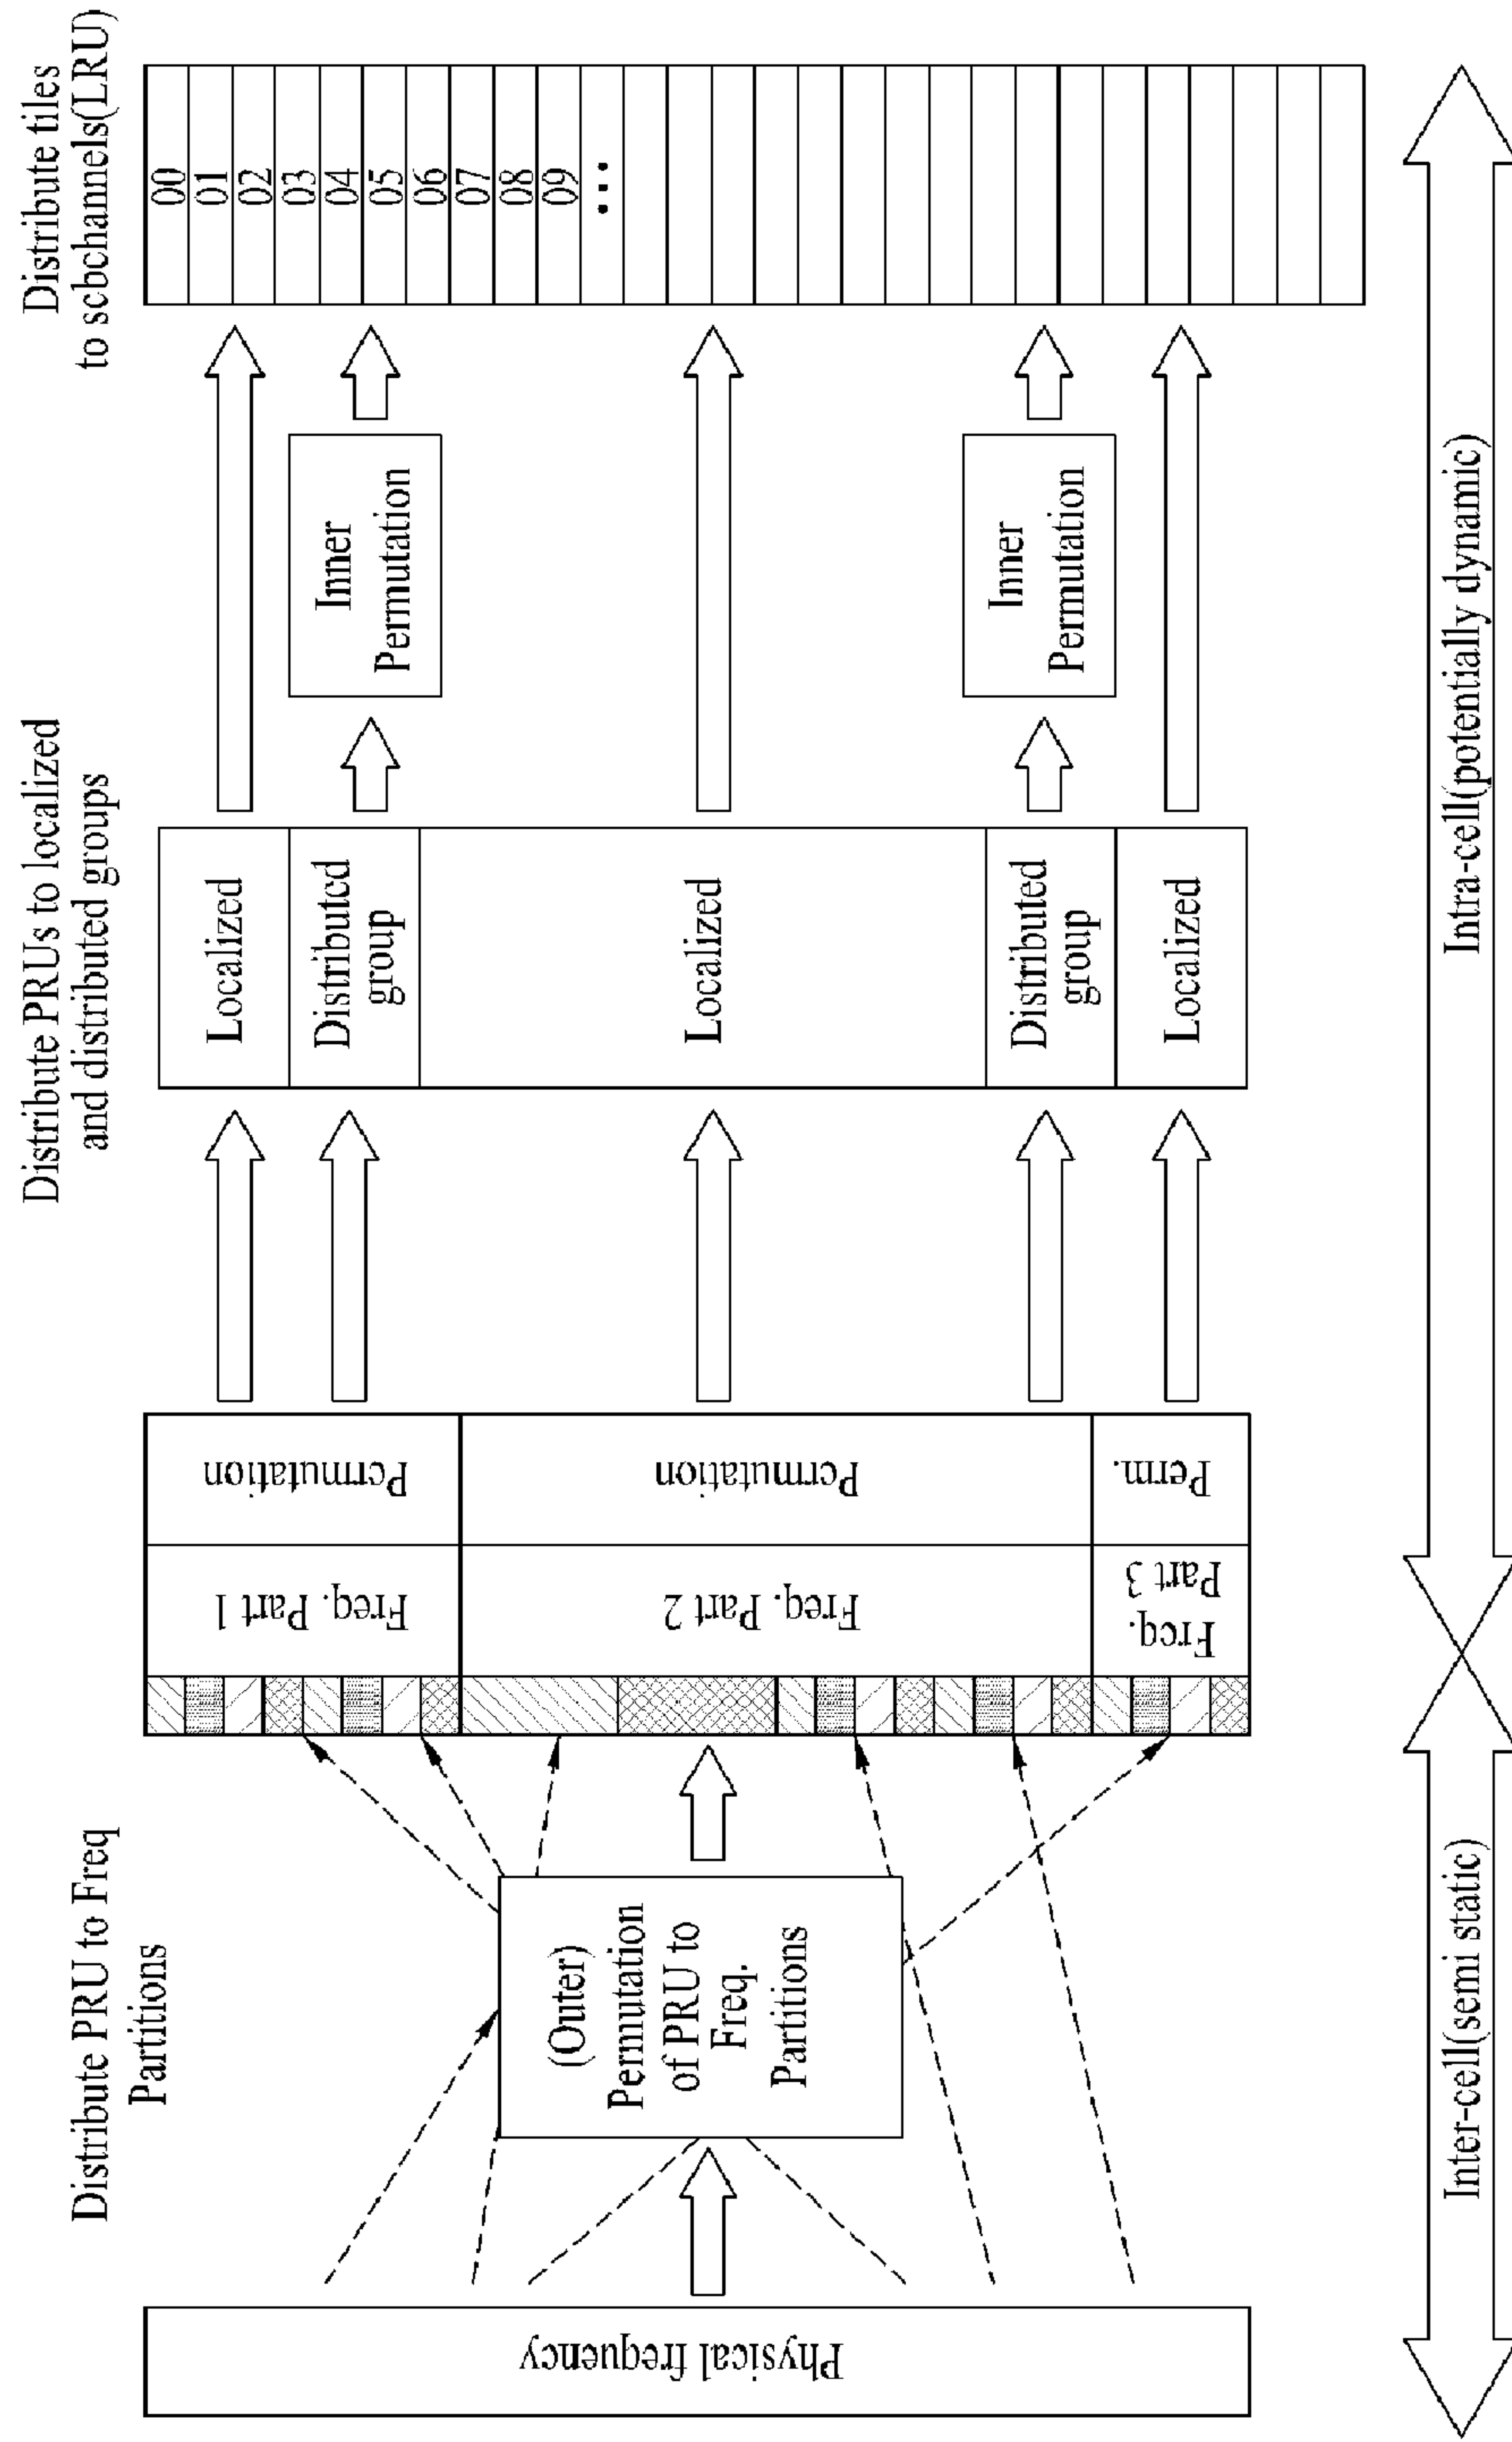 Distribute PRU to Freq
Partitions
Distribute PRUs to localized
and distributed groups
Distribute tiles
to scbchannels(LRU)
Physical frequency
(Outer)
Permutation
of PRU to
Freq.
Partitions
Freq. Part 1
Permutation
Freq. Part 2
Permutation
Freq.
Part 3
Perm.
Localized
Distributed
group
Localized
Distributed
group
Localized
Inner
Permutation
Inner
Permutation
00
01
02
03
04
05
06
07
08
09
...
Inter-cell(semi static)
Intra-cell(potentially dynamic)